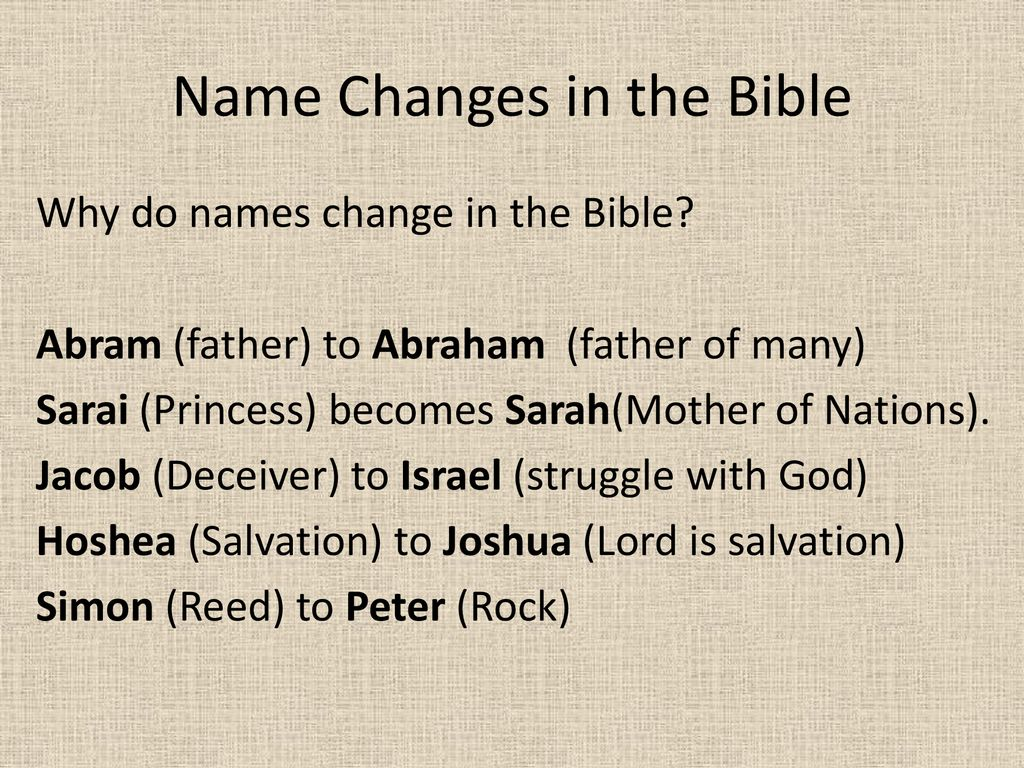 Name Changes in the Bible
Why do names change in the Bible?
Abram (father) to Abraham  (father of many)
Sarai (Princess) becomes Sarah(Mother of Nations).
Jacob (Deceiver) to Israel (struggle with God)
Hoshea (Salvation) to Joshua (Lord is salvation)
Simon (Reed) to Peter (Rock)